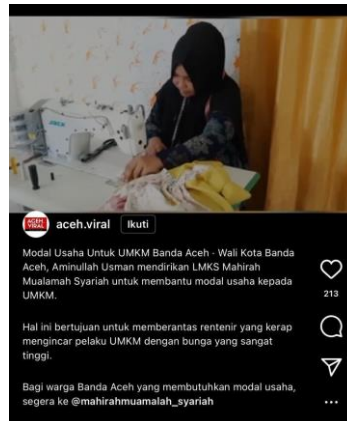 JUKI
ACEH.
VIRAL
aceh.viral
Ikuti
Modal Usaha Untuk UMKM Banda Aceh - Wali Kota Banda
Aceh, Aminullah Usman mendirikan LMKS Mahirah
Mualamah Syariah untuk membantu modal usaha kepada
UMKM.
Hal ini bertujuan untuk memberantas rentenir yang kerap
mengincar pelaku UMKM dengan bunga yang sangat
tinggi.
Bagi warga Banda Aceh yang membutuhkan modal usaha,
segera ke @mahirahmuamalah_syariah
213